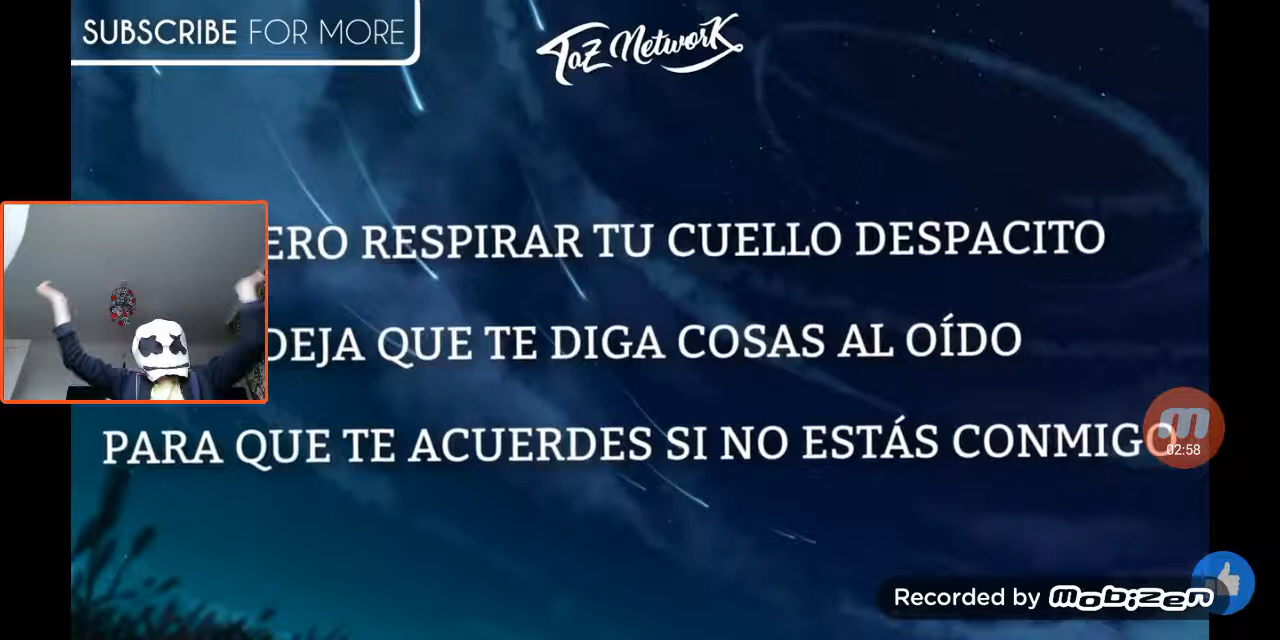 SUBSCRIBE FOR MORE
TaZ Network
ERO RESPIRAR TU CUELLO DESPACITO
DEJA QUE TE DIGA COSAS AL OÍDO
PARA QUE TE ACUERDES SI NO ESTÁS CONMIGO
02:58
Recorded by mobizen